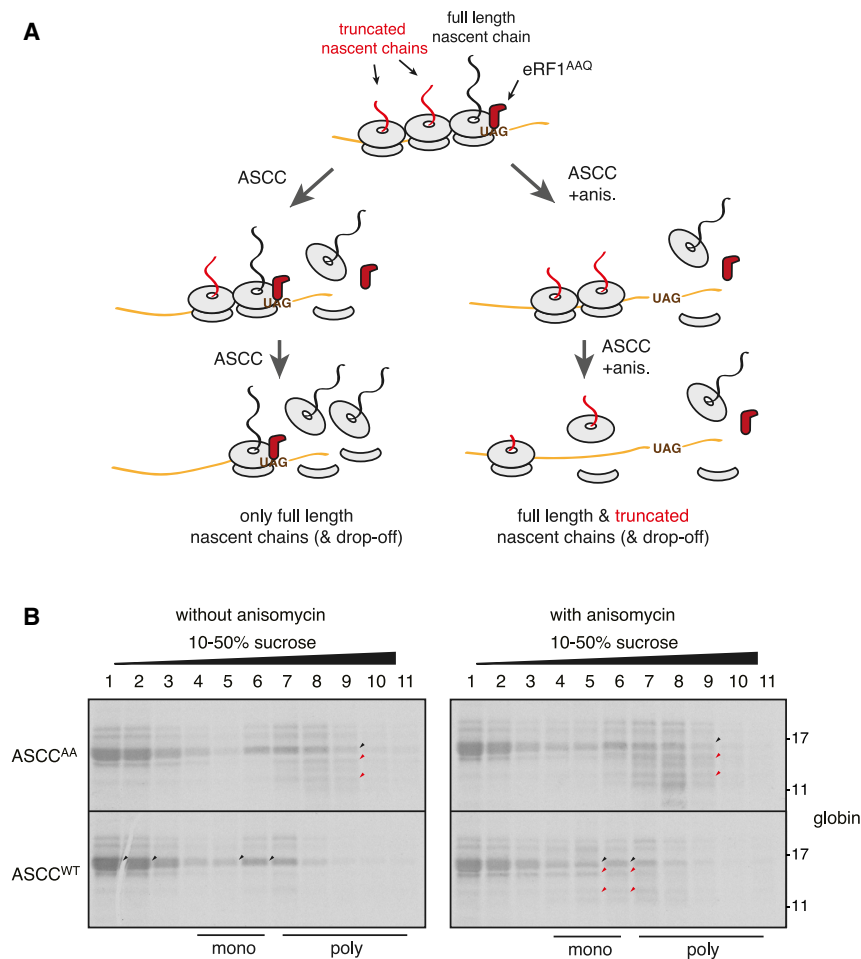 A
truncated
nascent chains
full length
nascent chain
eRF1AAQ
UAG
ASCC
ASCC
+anis.
UAG
UAG
ASCC
ASCC
+anis.
UAG
UAG
only full length
nascent chains (& drop-off)
full length & truncated
nascent chains (& drop-off)
B
without anisomycin
with anisomycin
10-50% sucrose
10-50% sucrose
1 2 3 4 5 6 7 8 9 10 11
1 2 3 4 5 6 7 8 9 10 11
ASCCAA
17
11
globin
ASCCWT
17
11
mono
poly
mono
poly